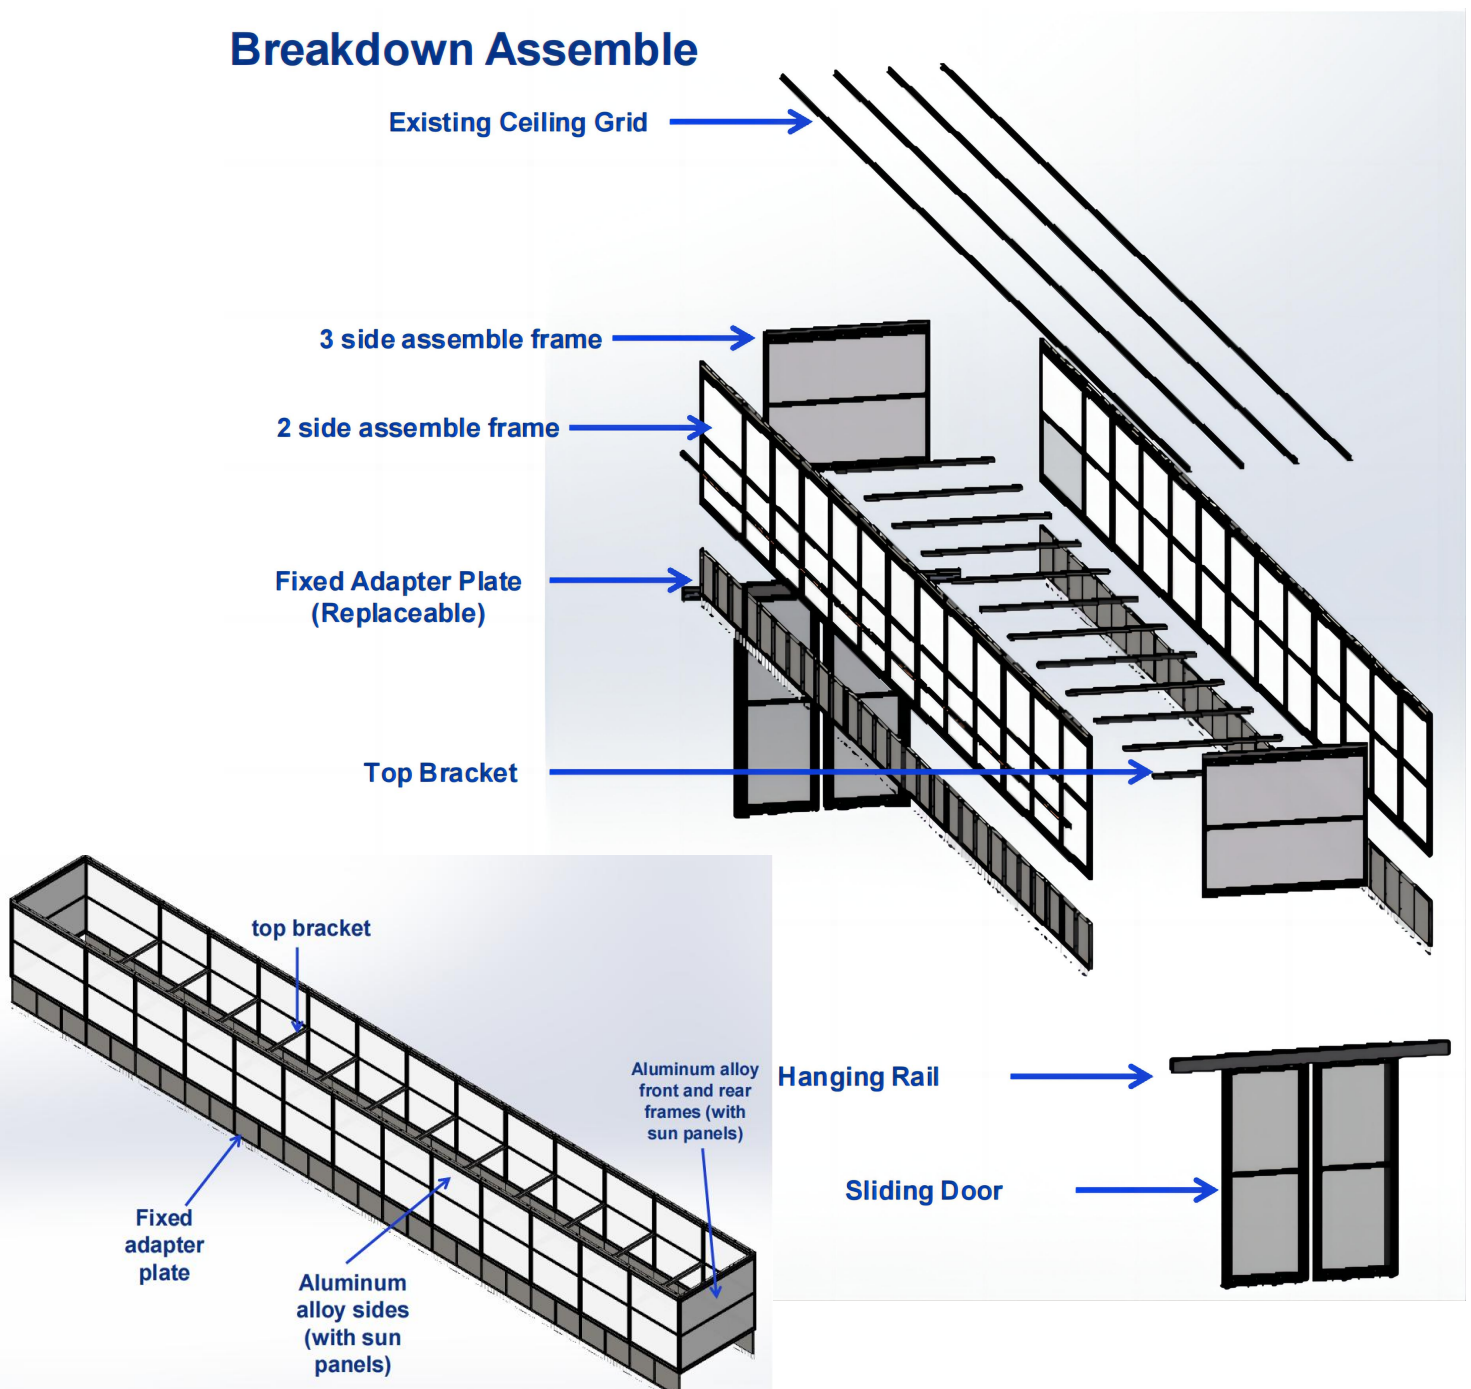 Breakdown Assemble
Existing Ceiling Grid
3 side assemble frame
2 side assemble frame
Fixed Adapter Plate
(Replaceable)
Top Bracket
top bracket
Aluminum alloy
front and rear
frames (with
sun panels)
Hanging Rail
Sliding Door
Fixed
adapter
plate
Aluminum
alloy sides
(with sun
panels)